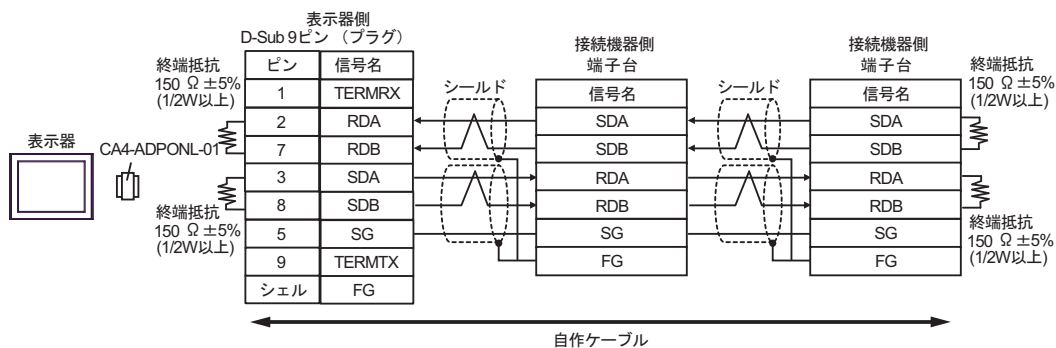 表示器側
D-Sub 9ピン (プラグ)
接続機器側
端子台
接続機器側
端子台
終端抵抗
150 Ω ±5%
(1/2W以上)
ピン 信号名
1 TERMRX
2 RDA
7 RDB
3 SDA
8 SDB
5 SG
9 TERMTX
シェル FG
表示器
CA4-ADPONL-01
終端抵抗
150 Ω ±5%
(1/2W以上)
シールド
信号名
SDA
SDB
RDA
RDB
SG
FG
シールド
信号名
SDA
SDB
RDA
RDB
SG
FG
終端抵抗
150 Ω ±5%
(1/2W以上)
終端抵抗
150 Ω ±5%
(1/2W以上)
自作ケーブル